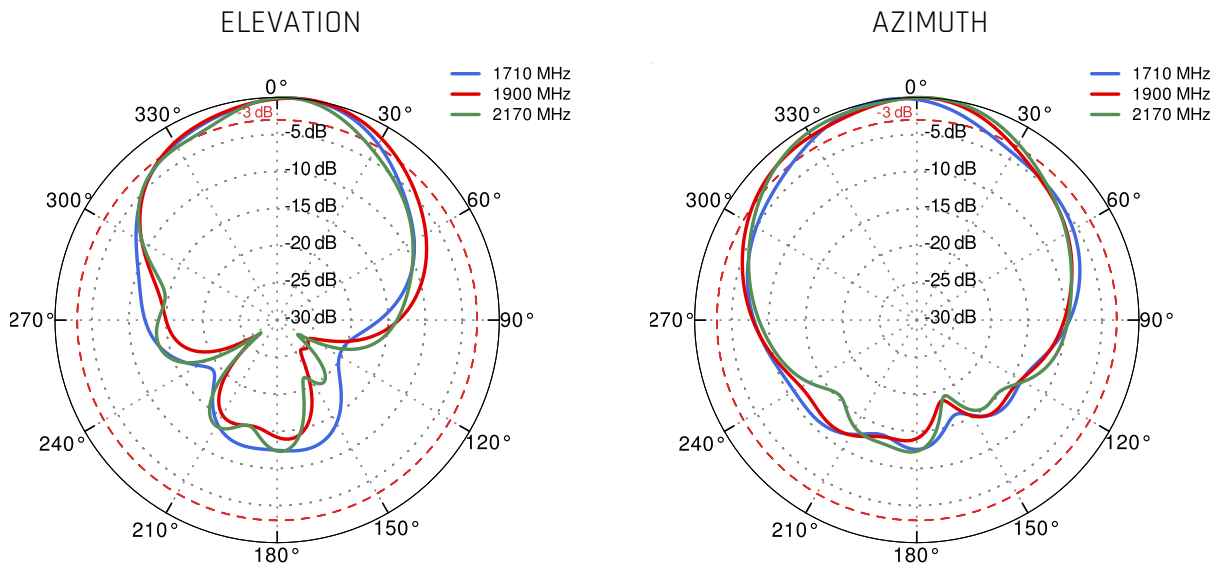 ELEVATION
1710 MHz
1900 MHz
2170 MHz
0°
330°
-3 dB
30°
-5 dB
-10 dB
300°
60°
-15 dB
-20 dB
-25 dB
270°
-30 dB
90°
240°
120°
210°
150°
180°
AZIMUTH
1710 MHz
1900 MHz
2170 MHz
0°
330°
-3 dB
30°
-5 dB
-10 dB
300°
60°
-15 dB
-20 dB
-25 dB
270°
-30 dB
90°
240°
120°
210°
150°
180°